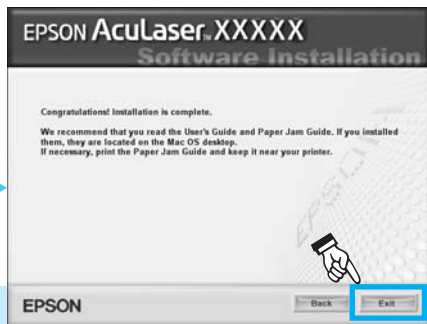 EPSON AcuLaser XXXXX
Software Installation
Congratulations! Installation is complete.
We recommend that you read the User's Guide and Paper Jam Guide. If you installed
them, they are located on the Mac OS desktop.
If necessary, print the Paper Jam Guide and keep it near your printer.
EPSON
EPSON
Back
Exit